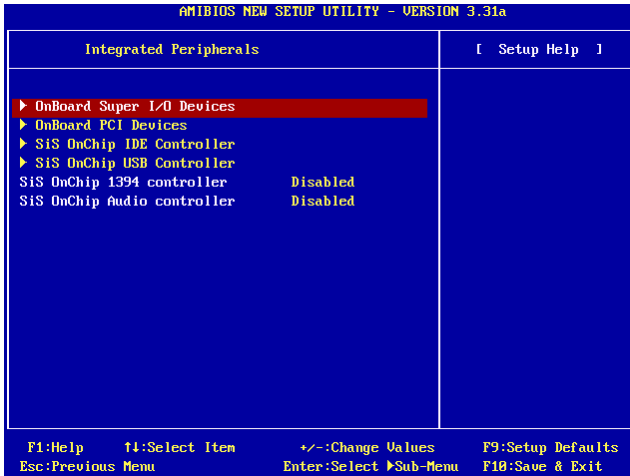 AMIBIOS NEW SETUP UTILITY - VERSION 3.31a
Integrated Peripherals
[ Setup Help ]
▶ OnBoard Super I/O Devices
▶ OnBoard PCI Devices
▶ SiS OnChip IDE Controller
▶ SiS OnChip USB Controller
SiS OnChip 1394 controller Disabled
SiS OnChip Audio controller Disabled
F1:Help ↑↓:Select Item +/-:Change Values F9:Setup Defaults
Esc:Previous Menu Enter:Select ▶Sub-Menu F10:Save & Exit